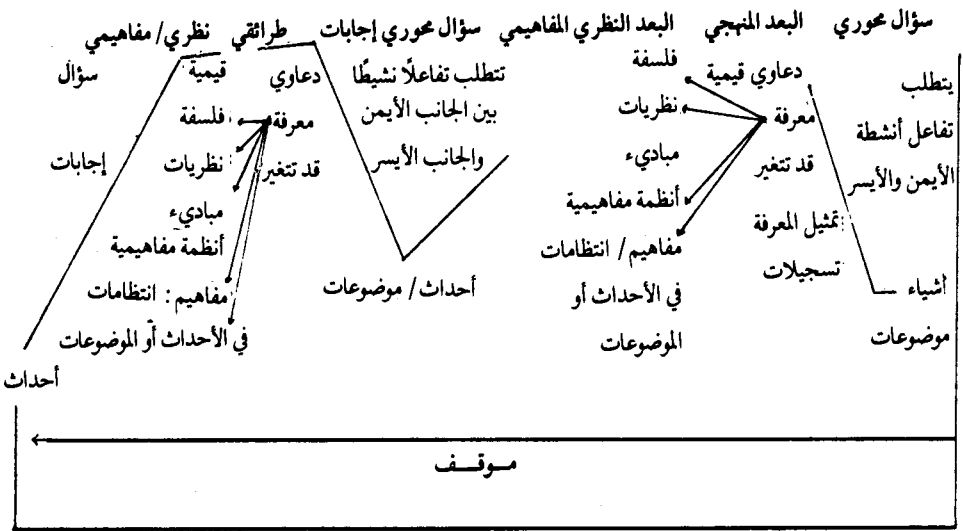 سؤال محوري البعد المنهجي البعد النظري المفاهيمي سؤال محوري إجابات طرائقي نظري/ مفاهيمي
يتطلب
تفاعل أنشطة
الأيمن والأيسر
أشياء
موضوعات
دعاوي قيمية
معرفة
قد تتغير
تمثيل المعرفة
تسجيلات
فلسفة
نظريات
مباديء
أنظمة مفاهيمية
مفاهيم/ انتظامات
في الأحداث أو
الموضوعات
تتطلب تفاعلًا نشيطًا
بين الجانب الأيمن
والجانب الأيسر
أحداث/ موضوعات
دعاوي
معرفة
قد تتغير
قيمية
فلسفة
نظريات
مباديء
أنظمة مفاهيمية
مفاهيم: انتظامات
في الأحداث أو الموضوعات
سؤال
إجابات
أحداث
موقف